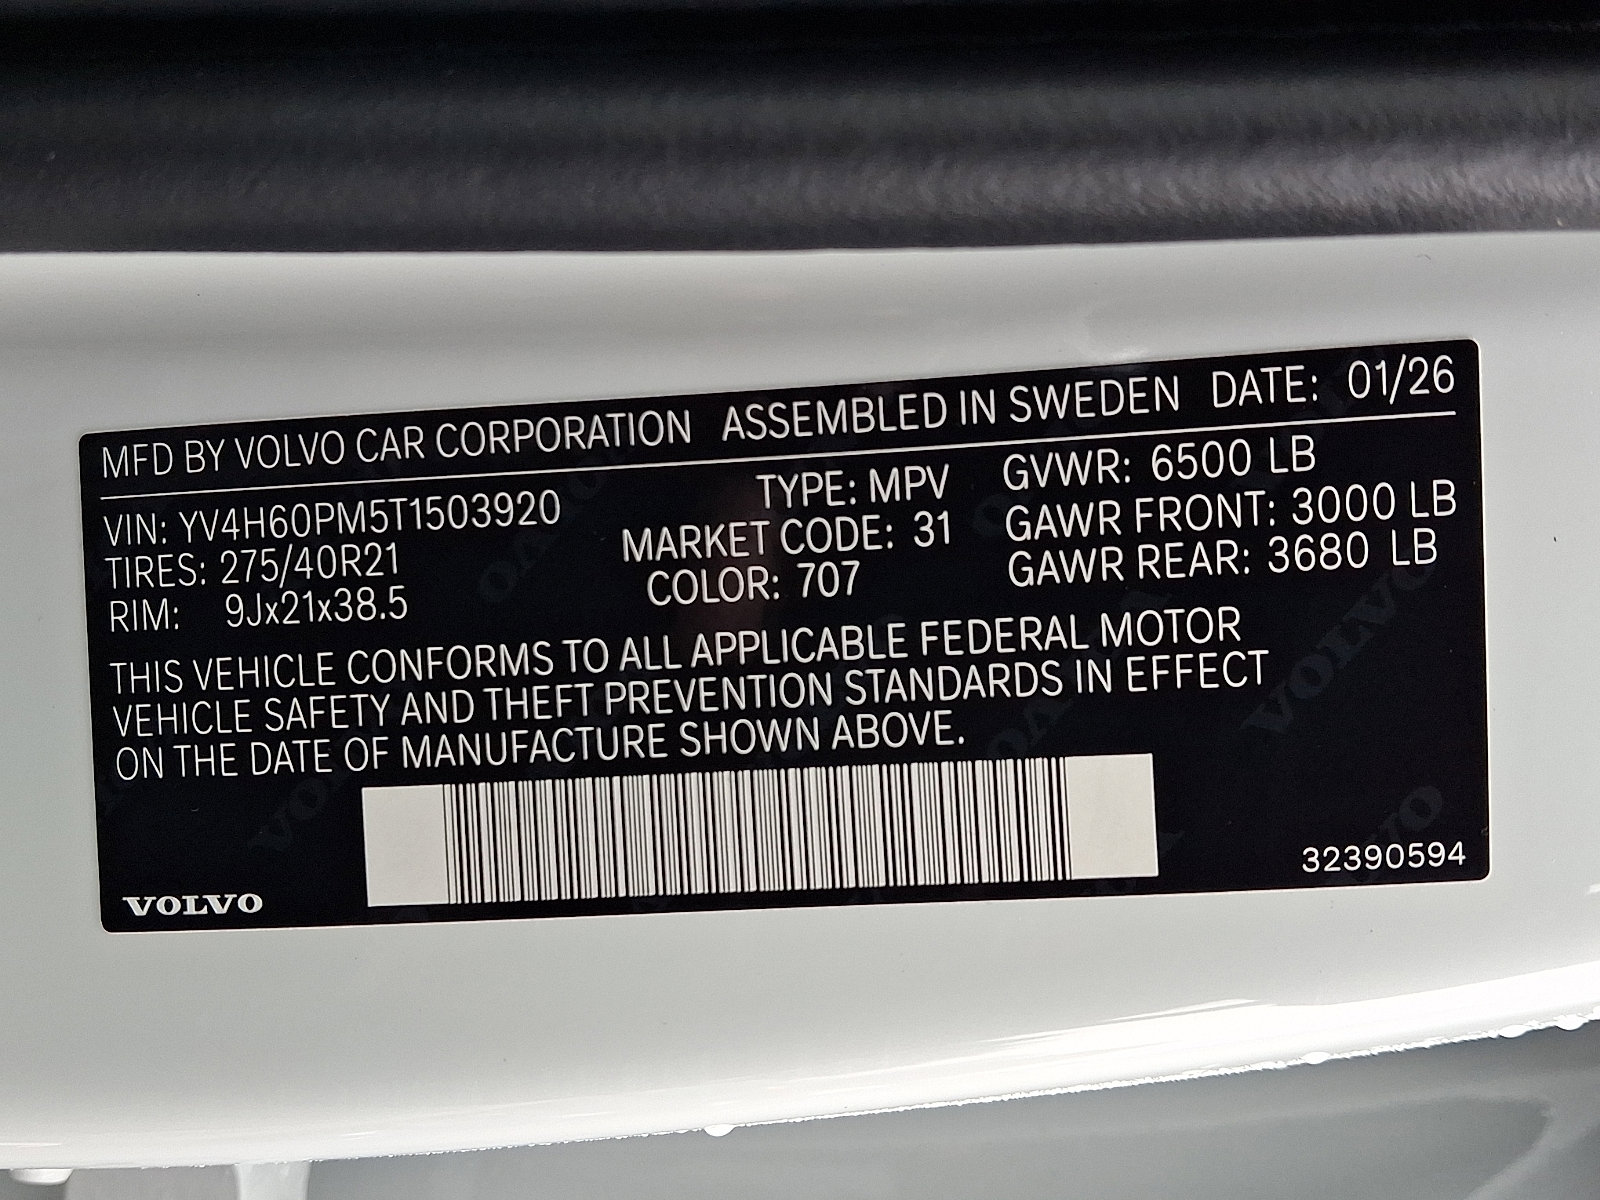 MFD BY VOLVO CAR CORPORATION ASSEMBLED IN SWEDEN DATE: 01/26
VIN: YV4H60PM5T1503920 TYPE: MPV GVWR: 6500 LB
TIRES: 275/40R21 MARKET CODE: 31 GAWR FRONT: 3000 LB
RIM: 9Jx21x38.5 COLOR: 707 GAWR REAR: 3680 LB
THIS VEHICLE CONFORMS TO ALL APPLICABLE FEDERAL MOTOR
VEHICLE SAFETY AND THEFT PREVENTION STANDARDS IN EFFECT
ON THE DATE OF MANUFACTURE SHOWN ABOVE.
VOLVO 32390594